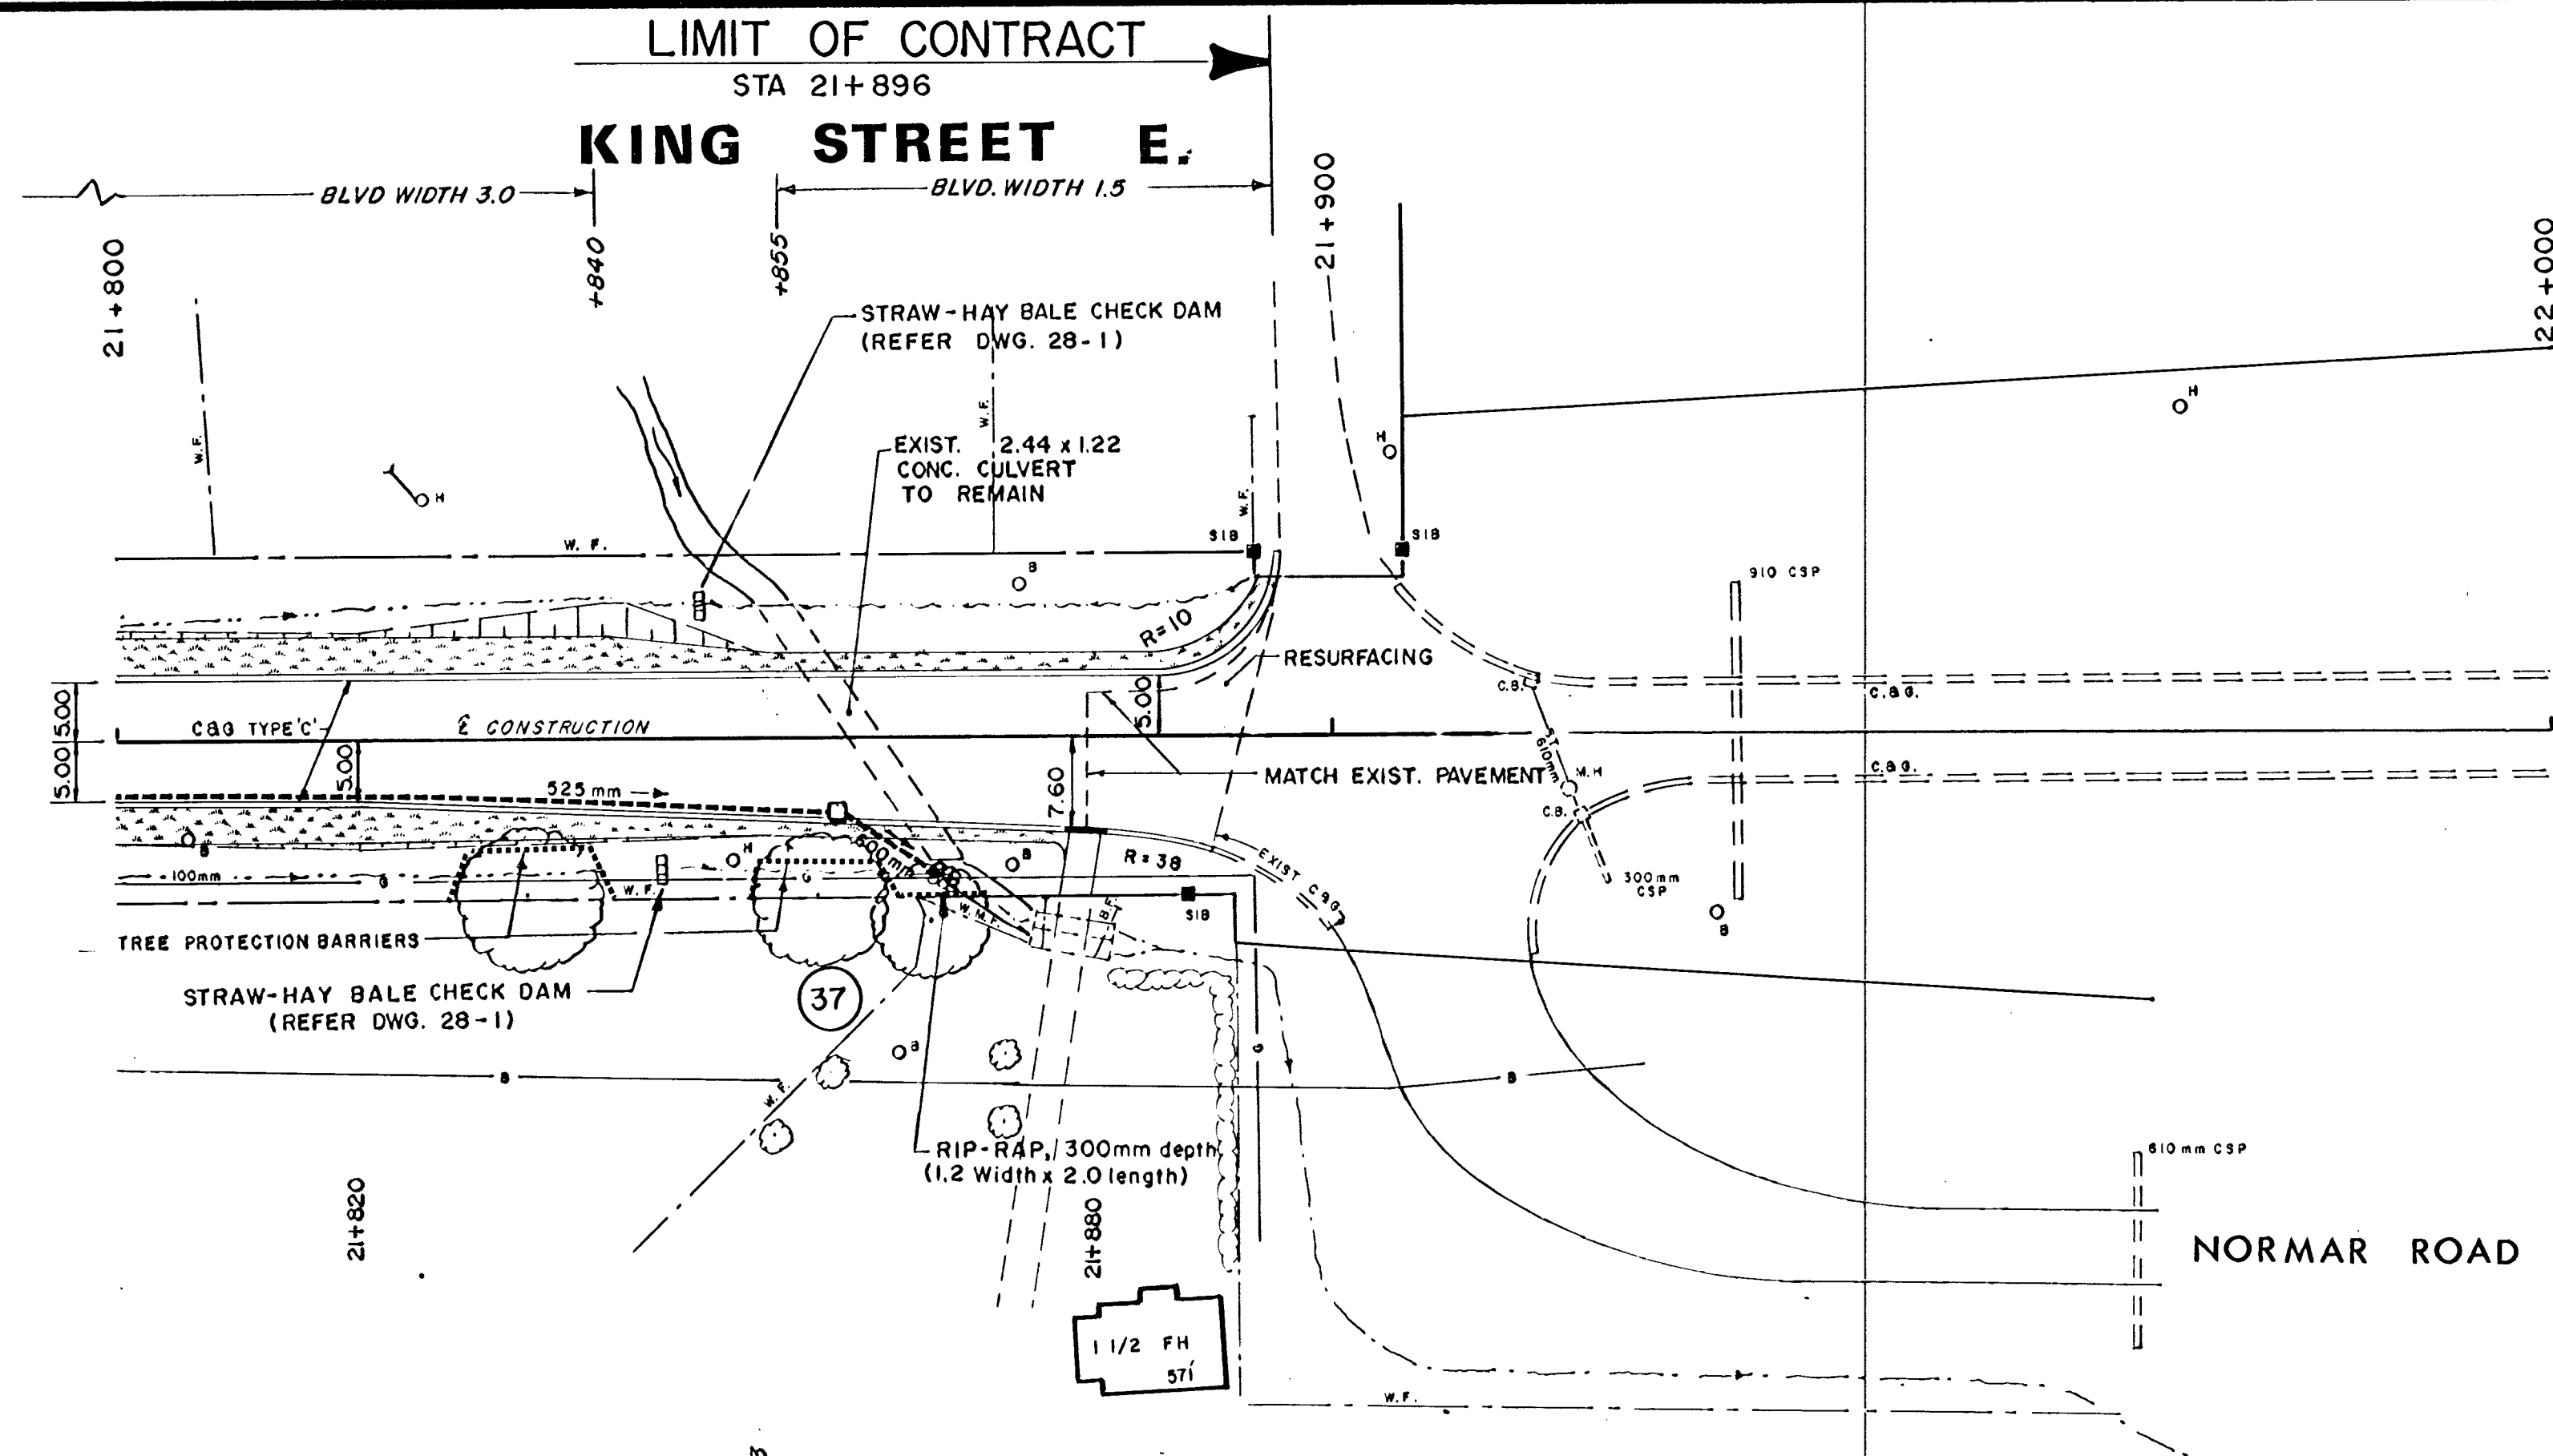 LIMIT OF CONTRACT
STA 21+896
KING STREET E.
BLVD WIDTH 3.0
BLVD. WIDTH 1.5
21+800
+840
+855
21+900
22+000
STRAW-HAY BALE CHECK DAM
(REFER DWG. 28-1)
W.F.
W.F.
H
H
H
EXIST. 2.44 x 1.22
CONC. CULVERT
TO REMAIN
W.F.
W. F.
SIB
SIB
B
910 CSP
R=10
RESURFACING
C.B.
C.&G.
5.00
5.00
C&G TYPE 'C'
℄ CONSTRUCTION
5.00
5.00
7.60
MATCH EXIST. PAVEMENT
ST
610mm
M.H
C.&G.
525 mm
C.B.
B
H
B
600mm
R=38
EXIST C.&G.
300mm
CSP
100mm
G
G
W.F.
W.M.F.
B.F.
SIB
B
TREE PROTECTION BARRIERS
STRAW-HAY BALE CHECK DAM
(REFER DWG. 28-1)
37
B
G
B
B
W.F.
RIP-RAP, 300mm depth
(1.2 Width x 2.0 length)
610 mm CSP
21+820
21+880
NORMAR ROAD
1 1/2 FH
571
W.F.